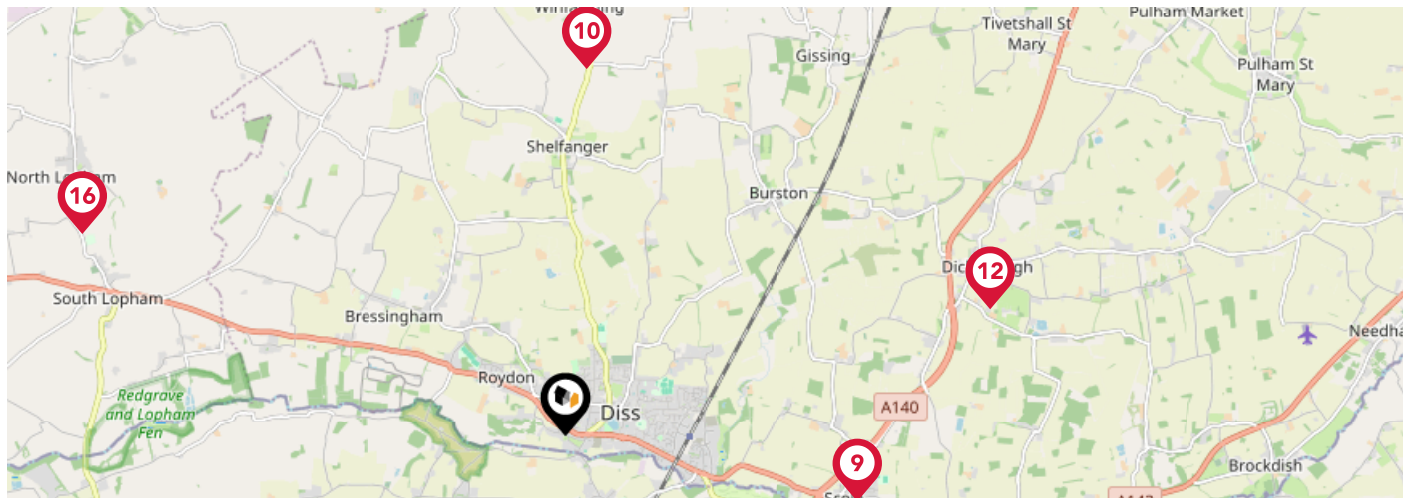 10
Gissing
Tivetshall St
Mary
Pulham Market
Pulham St
Mary
Shelfanger
North
16
Burston
12
South Lopham
Bressingham
Redgrave
and Lopham
Fen
Roydon
Diss
A140
9
Brockdish